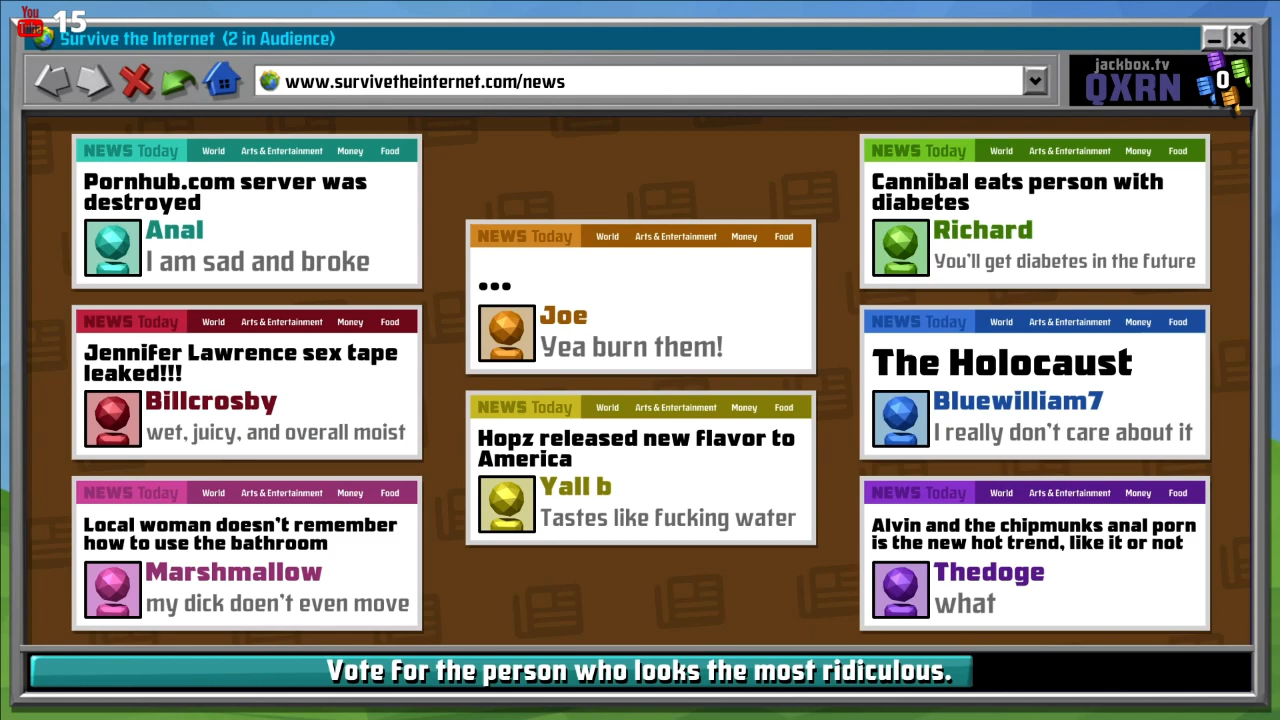 You
Tube
15
Survive the Internet (2 in Audience)
www.survivetheinternet.com/news
jackbox.tv
QXRN
0
NEWS Today World Arts & Entertainment Money Food
Pornhub.com server was
destroyed
Anal
I am sad and broke
NEWS Today World Arts & Entertainment Money Food
Jennifer Lawrence sex tape
leaked!!!
Billcrosby
wet, juicy, and overall moist
NEWS Today World Arts & Entertainment Money Food
Local woman doesn't remember
how to use the bathroom
Marshmallow
my dick doen't even move
NEWS Today World Arts & Entertainment Money Food
...
Joe
Yea burn them!
NEWS Today World Arts & Entertainment Money Food
Hopz released new flavor to
America
Yall b
Tastes like fucking water
NEWS Today World Arts & Entertainment Money Food
Cannibal eats person with
diabetes
Richard
You'll get diabetes in the future
NEWS Today World Arts & Entertainment Money Food
The Holocaust
Bluewilliam7
I really don't care about it
NEWS Today World Arts & Entertainment Money Food
Alvin and the chipmunks anal porn
is the new hot trend, like it or not
Thedoge
what
Vote for the person who looks the most ridiculous.